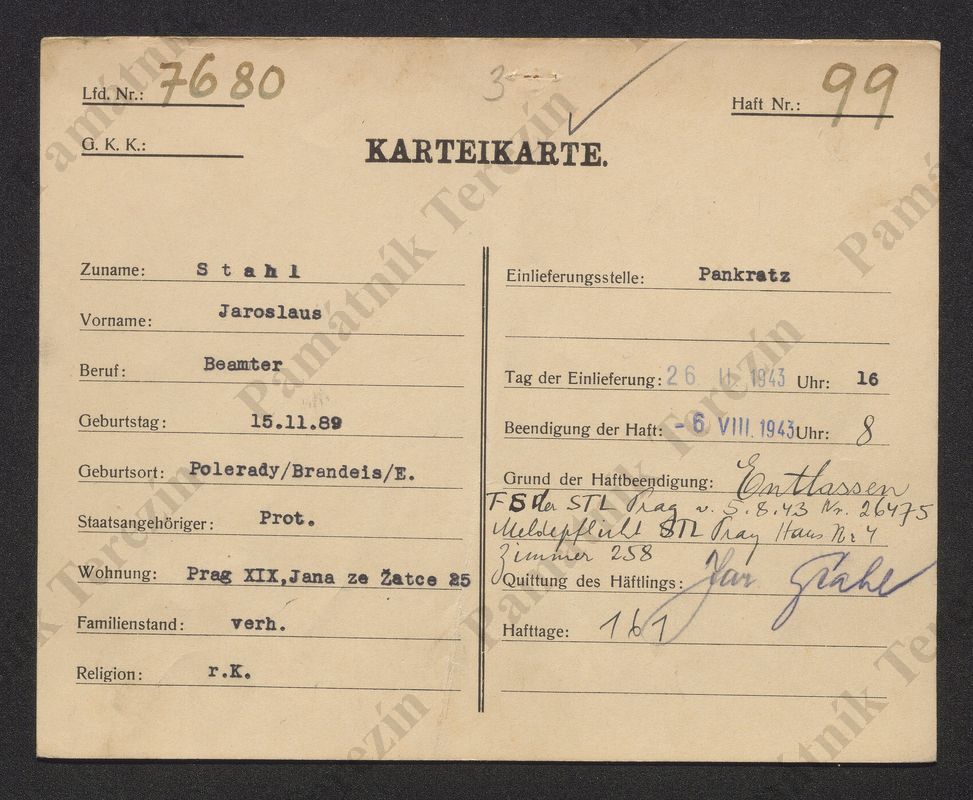 Lfd. Nr.: 7680
3
Haft Nr.: 99
G. K. K.:
KARTEIKARTE.
Zuname: Stahl
Vorname: Jaroslaus
Beruf: Beamter
Geburtstag: 15.11.89
Geburtsort: Polerady/Brandeis/E.
Staatsangehöriger: Prot.
Wohnung: Prag XIX,Jana ze Žatce 25
Familienstand: verh.
Religion: r.K.
Einlieferungsstelle: Pankratz
Tag der Einlieferung: 26 II 1943 Uhr: 16
Beendigung der Haft: - 6 VIII. 1943 Uhr: 8
Grund der Haftbeendigung: Entlassen
FS der STL Prag v. 5.8.43 Nr. 26475
Meldepflicht STL Prag Haus Nr 4
Zimmer 258
Quittung des Häftlings: Jar Stahl
Hafttage: 161
Památník Terezín
Památník Terezín
Památník Terezín
Památník Terezín